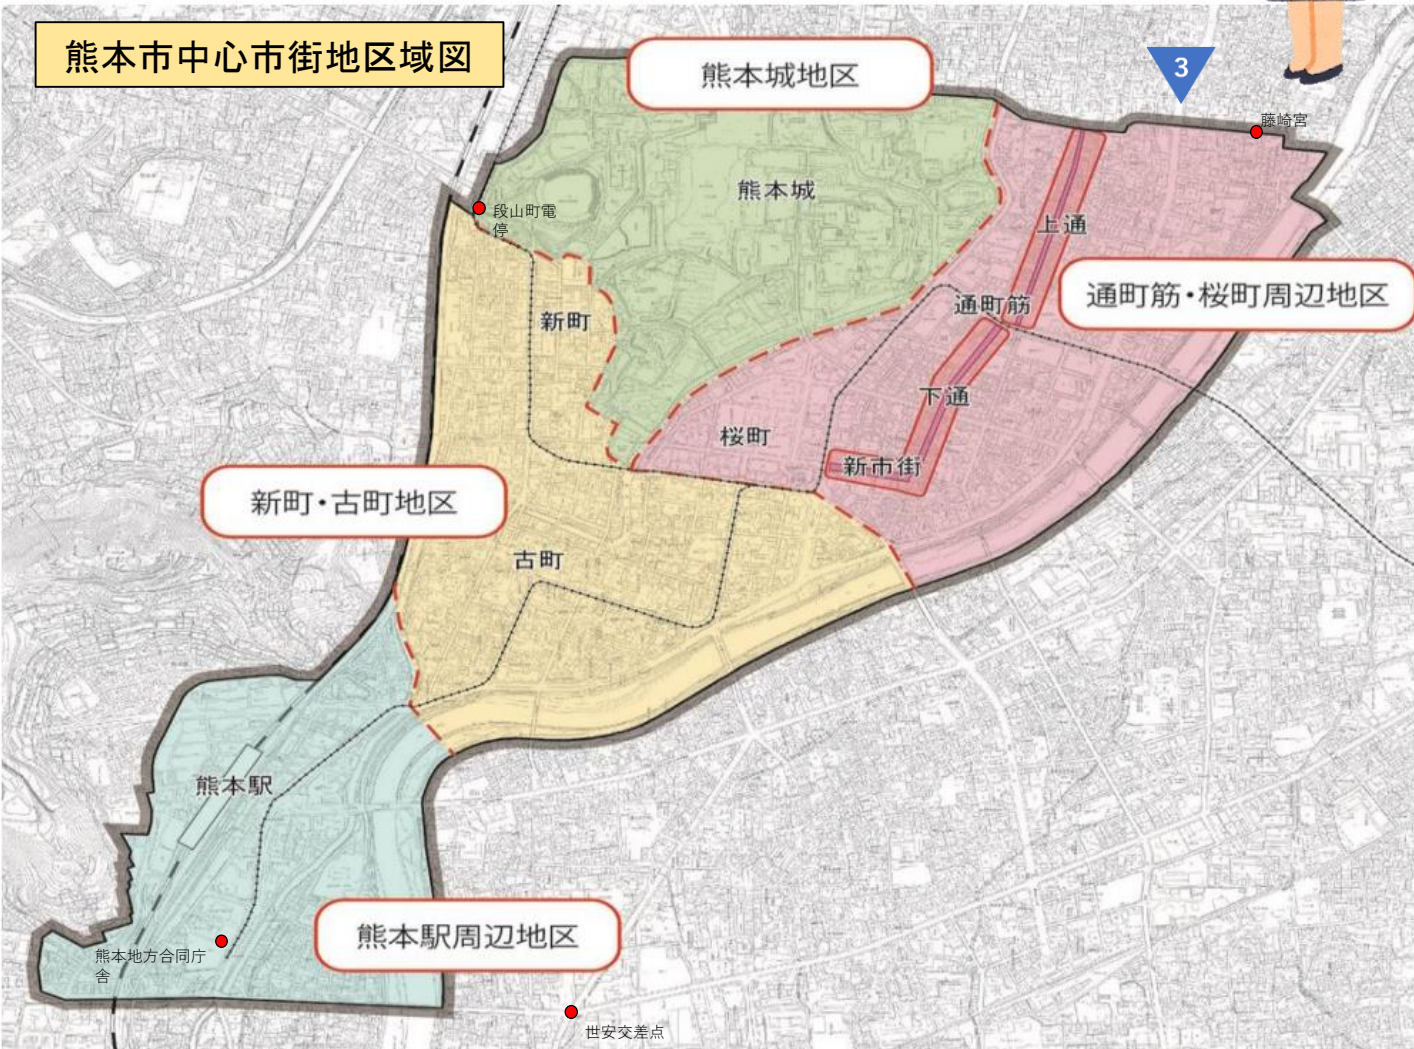 熊本市中心市街地区域図
熊本城地区
3
藤崎宮
熊本城
段山町電
停
上通
通町筋・桜町周辺地区
通町筋
新町
下通
桜町
新市街
新町・古町地区
古町
熊本駅
熊本駅周辺地区
熊本地方合同庁
舎
世安交差点